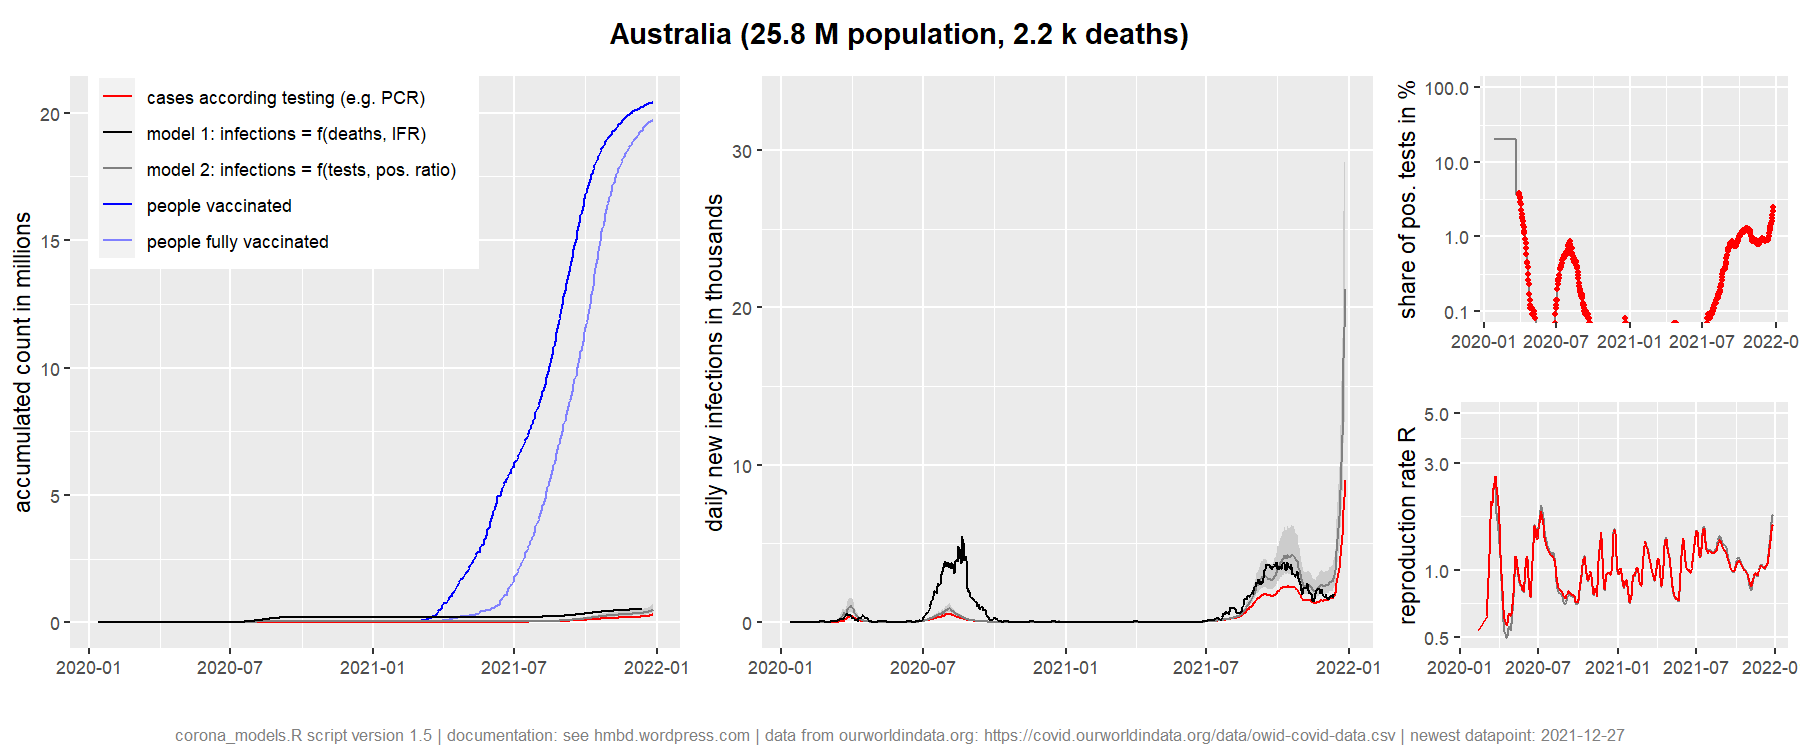 Australia (25.8 M population, 2.2 k deaths)
accumulated count in millions
20
15
10
5
0
cases according testing (e.g. PCR)
model 1: infections = f(deaths, IFR)
model 2: infections = f(tests, pos. ratio)
people vaccinated
people fully vaccinated
2020-01 2020-07 2021-01 2021-07 2022-01
daily new infections in thousands
30
20
10
0
2020-01 2020-07 2021-01 2021-07 2022-01
share of pos. tests in %
100.0
10.0
1.0
0.1
2020-01 2020-07 2021-01 2021-07 2022-0
reproduction rate R
5.0
3.0
1.0
0.5
2020-01 2020-07 2021-01 2021-07 2022-0
corona_models.R script version 1.5 | documentation: see hmbd.wordpress.com | data from ourworldindata.org: https://covid.ourworldindata.org/data/owid-covid-data.csv | newest datapoint: 2021-12-27